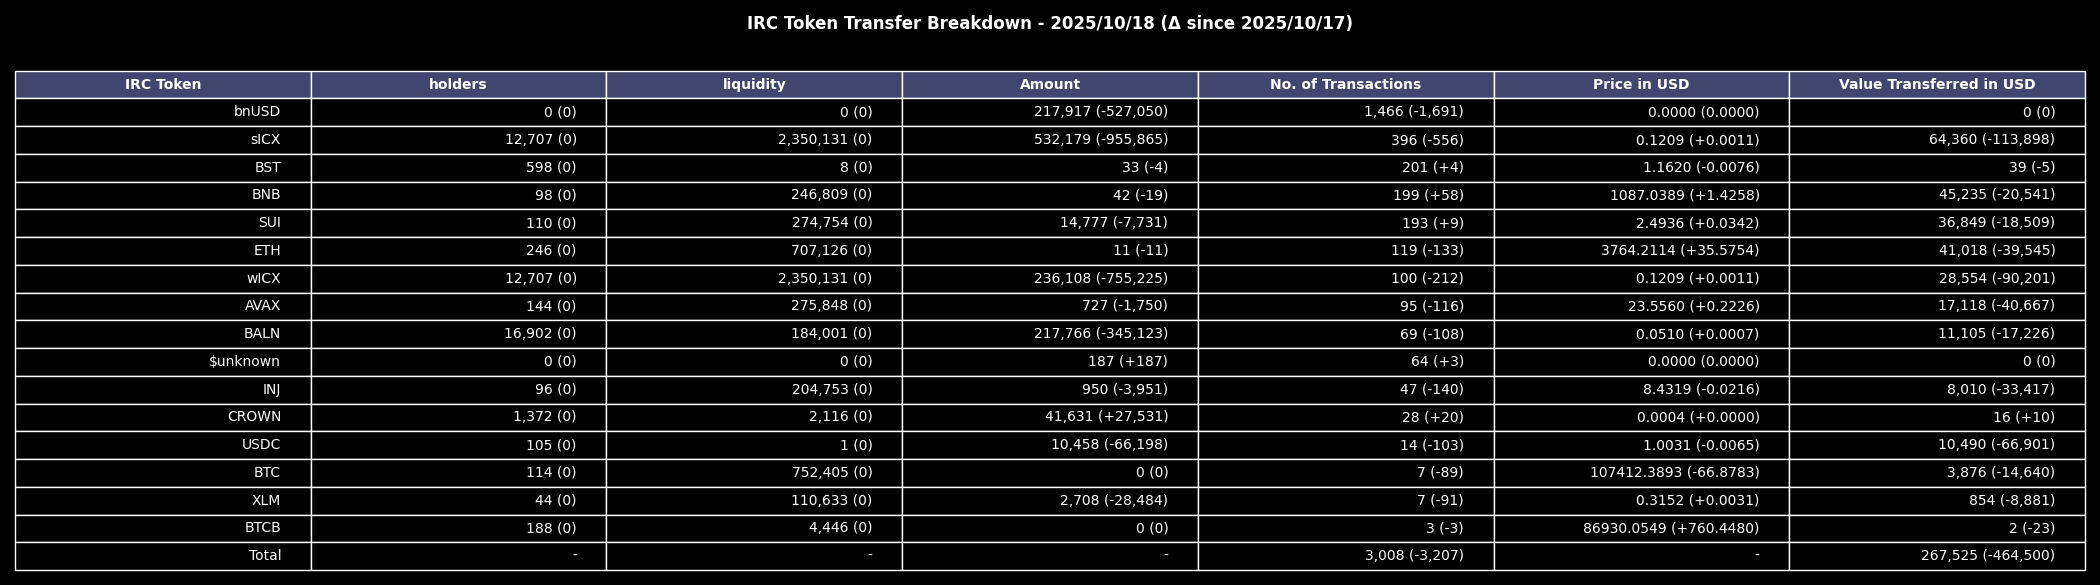 IRC Token Transfer Breakdown - 2025/10/18 (Δ since 2025/10/17)
IRC Token holders liquidity Amount No. of Transactions Price in USD Value Transferred in USD
bnUSD 0 (0) 0 (0) 217,917 (-527,050) 1,466 (-1,691) 0.0000 (0.0000) 0 (0)
sICX 12,707 (0) 2,350,131 (0) 532,179 (-955,865) 396 (-556) 0.1209 (+0.0011) 64,360 (-113,898)
BST 598 (0) 8 (0) 33 (-4) 201 (+4) 1.1620 (-0.0076) 39 (-5)
BNB 98 (0) 246,809 (0) 42 (-19) 199 (+58) 1087.0389 (+1.4258) 45,235 (-20,541)
SUI 110 (0) 274,754 (0) 14,777 (-7,731) 193 (+9) 2.4936 (+0.0342) 36,849 (-18,509)
ETH 246 (0) 707,126 (0) 11 (-11) 119 (-133) 3764.2114 (+35.5754) 41,018 (-39,545)
wICX 12,707 (0) 2,350,131 (0) 236,108 (-755,225) 100 (-212) 0.1209 (+0.0011) 28,554 (-90,201)
AVAX 144 (0) 275,848 (0) 727 (-1,750) 95 (-116) 23.5560 (+0.2226) 17,118 (-40,667)
BALN 16,902 (0) 184,001 (0) 217,766 (-345,123) 69 (-108) 0.0510 (+0.0007) 11,105 (-17,226)
$unknown 0 (0) 0 (0) 187 (+187) 64 (+3) 0.0000 (0.0000) 0 (0)
INJ 96 (0) 204,753 (0) 950 (-3,951) 47 (-140) 8.4319 (-0.0216) 8,010 (-33,417)
CROWN 1,372 (0) 2,116 (0) 41,631 (+27,531) 28 (+20) 0.0004 (+0.0000) 16 (+10)
USDC 105 (0) 1 (0) 10,458 (-66,198) 14 (-103) 1.0031 (-0.0065) 10,490 (-66,901)
BTC 114 (0) 752,405 (0) 0 (0) 7 (-89) 107412.3893 (-66.8783) 3,876 (-14,640)
XLM 44 (0) 110,633 (0) 2,708 (-28,484) 7 (-91) 0.3152 (+0.0031) 854 (-8,881)
BTCB 188 (0) 4,446 (0) 0 (0) 3 (-3) 86930.0549 (+760.4480) 2 (-23)
Total - - - 3,008 (-3,207) - 267,525 (-464,500)